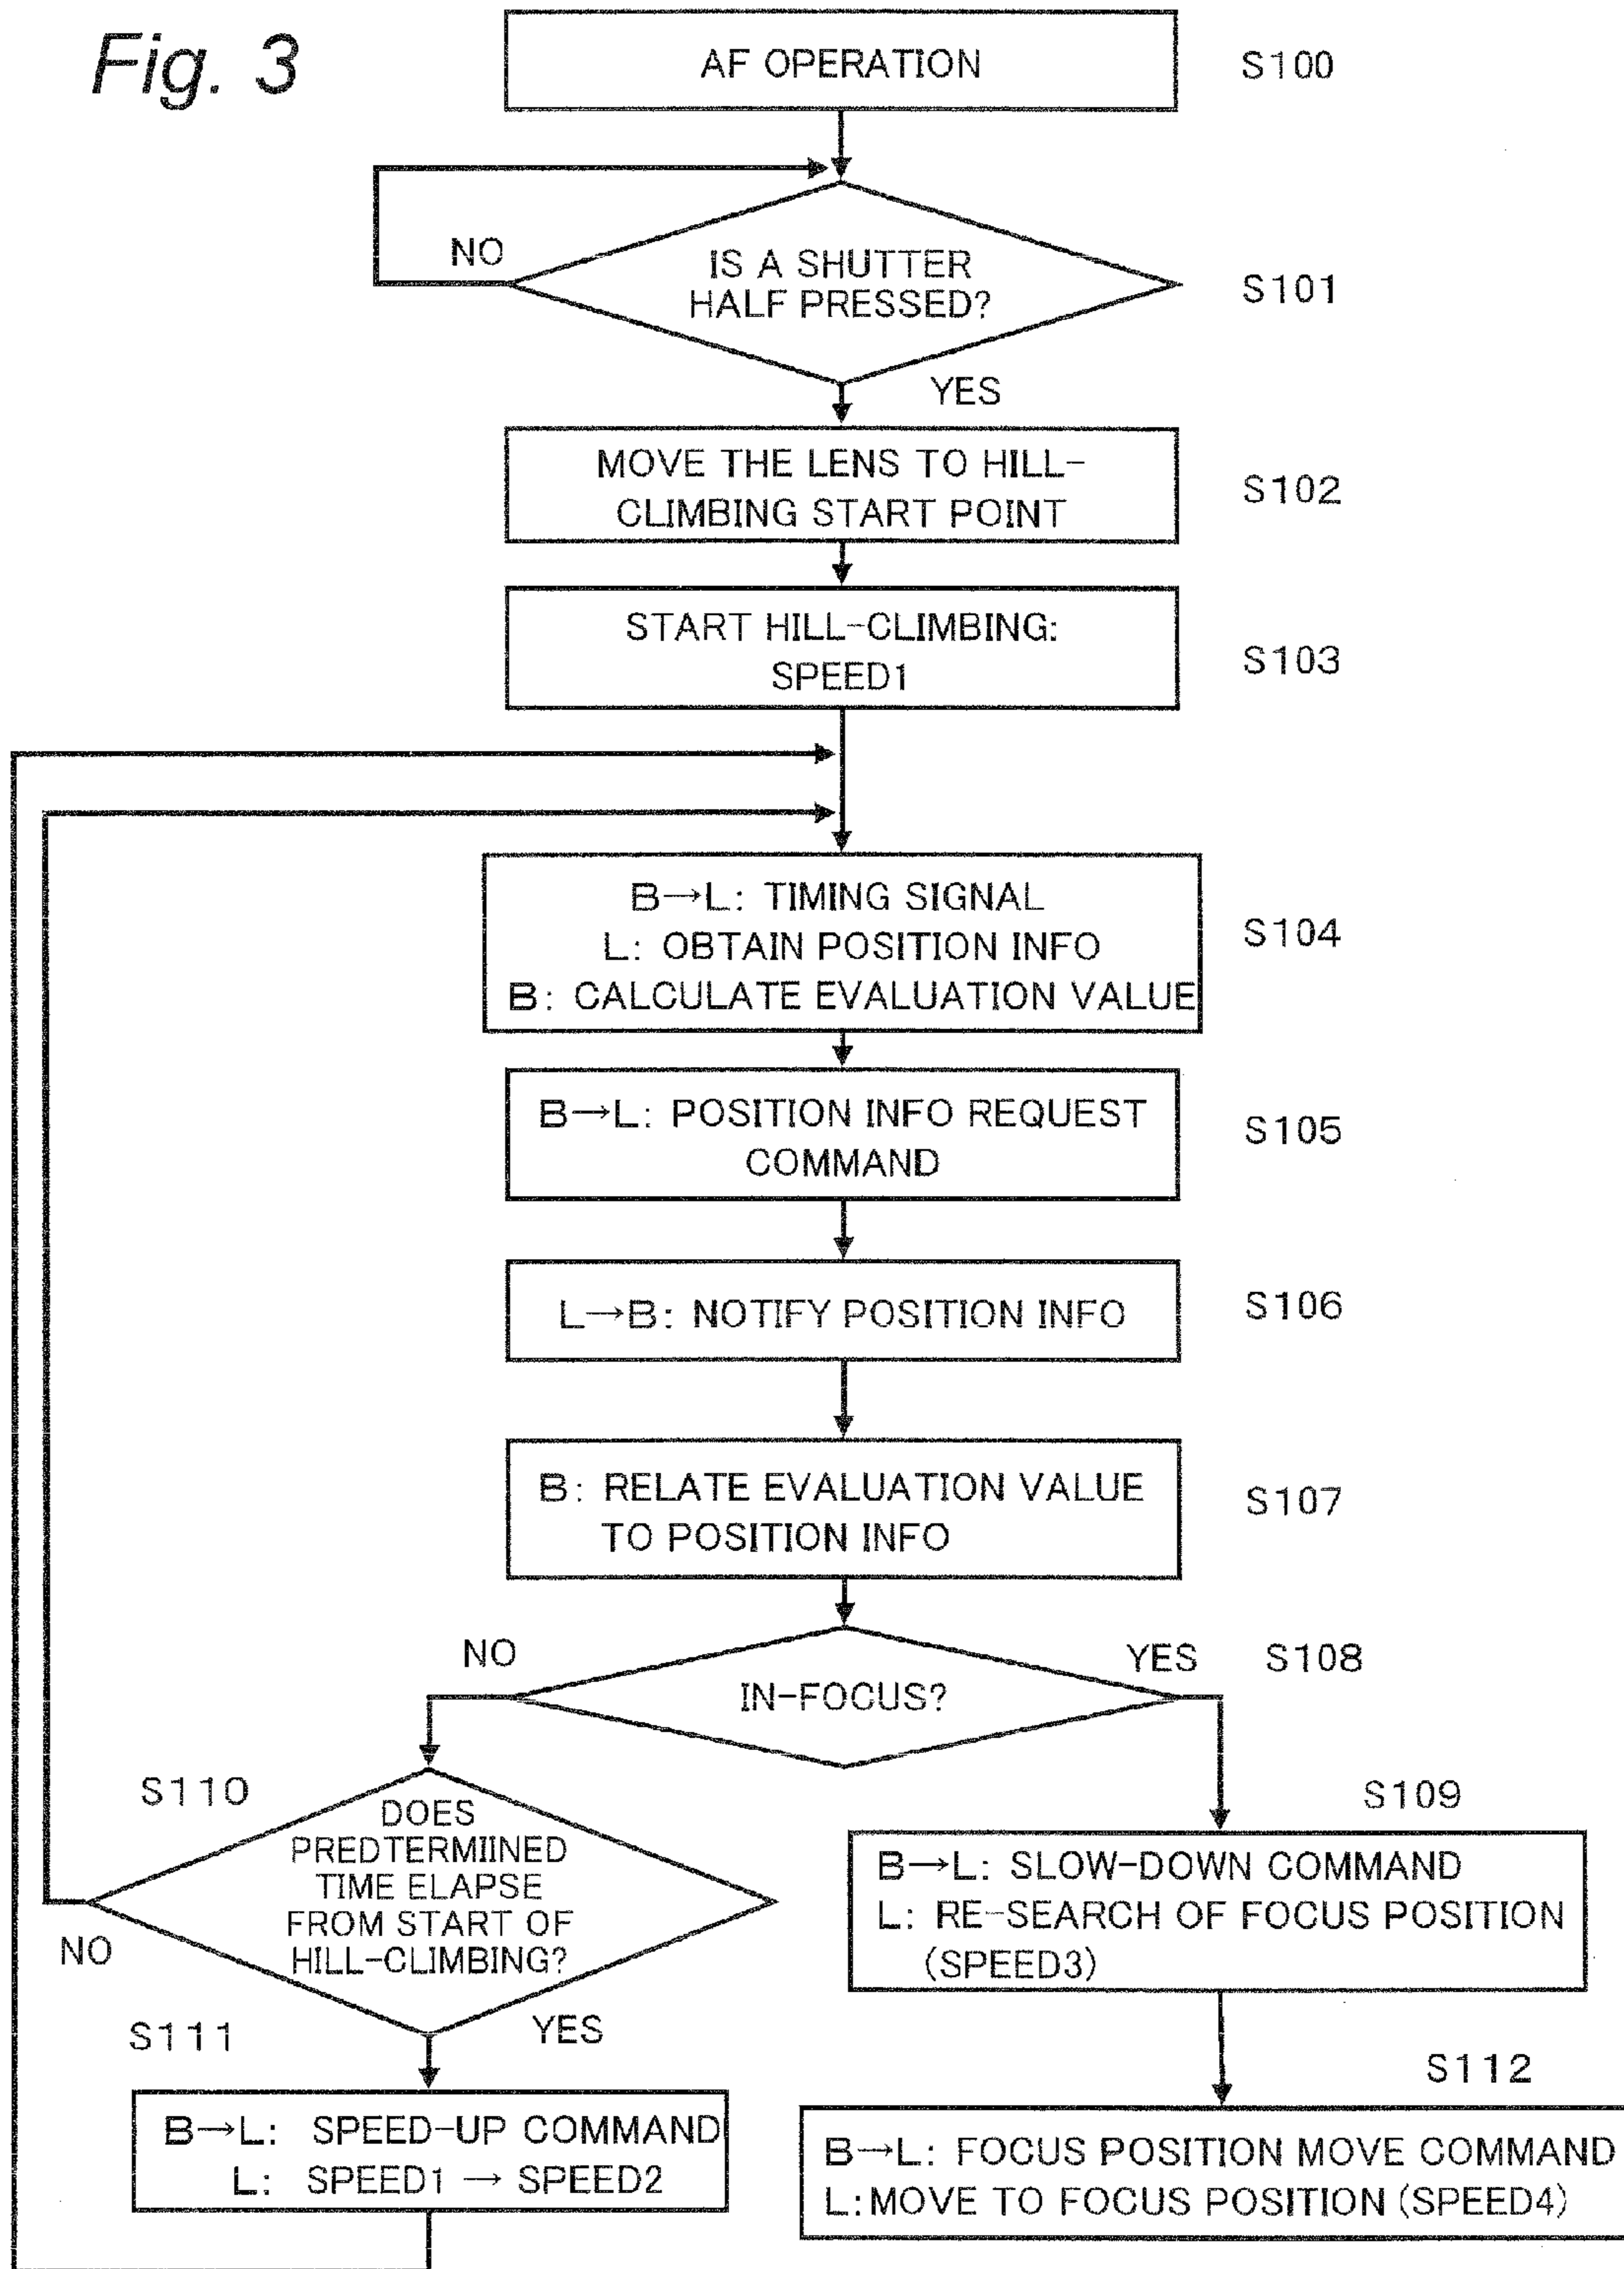 Fig. 3
AF OPERATION
S100
NO
IS A SHUTTER
HALF PRESSED?
S101
YES
MOVE THE LENS TO HILL-
CLIMBING START POINT
S102
START HILL-CLIMBING:
SPEED1
S103
B→L: TIMING SIGNAL
L: OBTAIN POSITION INFO
B: CALCULATE EVALUATION VALUE
S104
B→L: POSITION INFO REQUEST
COMMAND
S105
L→B: NOTIFY POSITION INFO
S106
B: RELATE EVALUATION VALUE
TO POSITION INFO
S107
NO
IN-FOCUS?
YES
S108
S110
DOES
PREDTERMIINED
TIME ELAPSE
FROM START OF
HILL-CLIMBING?
NO
YES
S109
B→L: SLOW-DOWN COMMAND
L: RE-SEARCH OF FOCUS POSITION
(SPEED3)
S111
B→L: SPEED-UP COMMAND
L: SPEED1 → SPEED2
S112
B→L: FOCUS POSITION MOVE COMMAND
L:MOVE TO FOCUS POSITION (SPEED4)